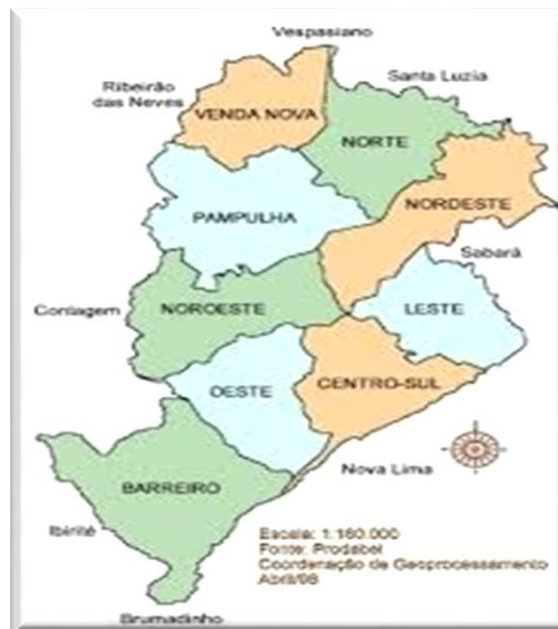 Vespasiano
Ribeirão
das Neves
Santa Luzia
VENDA NOVA
NORTE
PAMPULHA
NORDESTE
Sabará
Contagem
NOROESTE
LESTE
OESTE
CENTRO-SUL
Nova Lima
BARREIRO
Ibirité
Escala: 1:160.000
Fonte: Prodabel
Coordenação de Geoprocessamento
Abril/98
Brumadinho